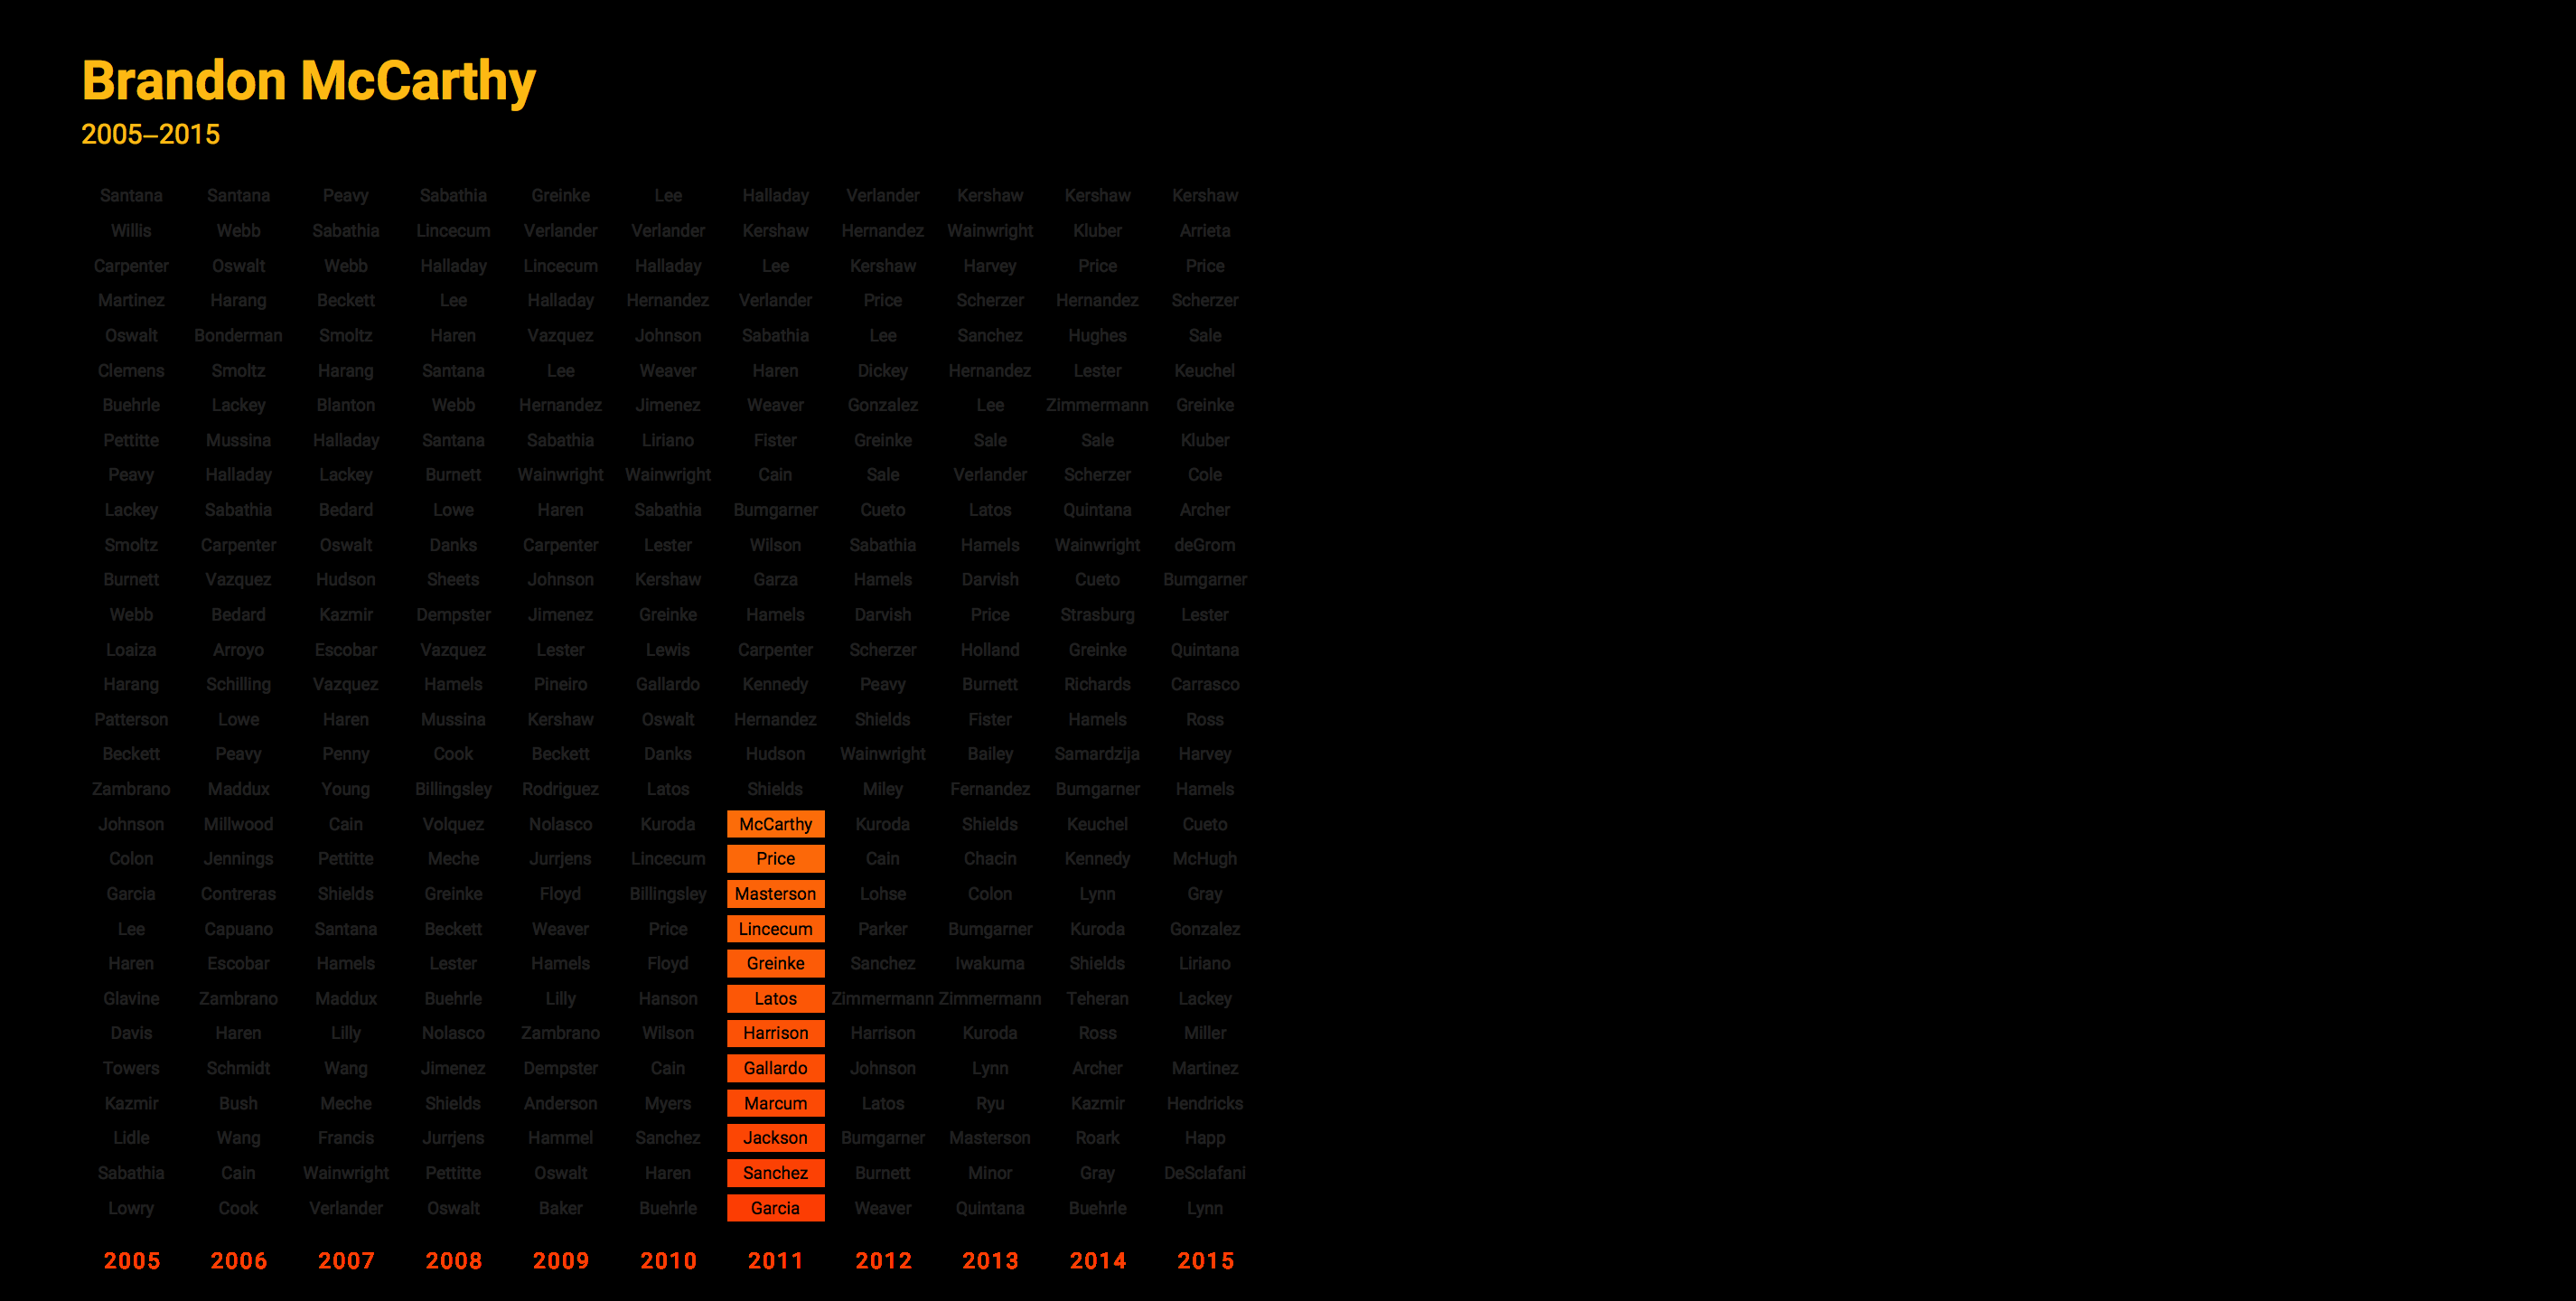 Brandon McCarthy
2005–2015
Santana Santana Peavy Sabathia Greinke Lee Halladay Verlander Kershaw Kershaw Kershaw
Willis Webb Sabathia Lincecum Verlander Verlander Kershaw Hernandez Wainwright Kluber Arrieta
Carpenter Oswalt Webb Halladay Lincecum Halladay Lee Kershaw Harvey Price Price
Martinez Harang Beckett Lee Halladay Hernandez Verlander Price Scherzer Hernandez Scherzer
Oswalt Bonderman Smoltz Haren Vazquez Johnson Sabathia Lee Sanchez Hughes Sale
Clemens Smoltz Harang Santana Lee Weaver Haren Dickey Hernandez Lester Keuchel
Buehrle Lackey Blanton Webb Hernandez Jimenez Weaver Gonzalez Lee Zimmermann Greinke
Pettitte Mussina Halladay Santana Sabathia Liriano Fister Greinke Sale Sale Kluber
Peavy Halladay Lackey Burnett Wainwright Wainwright Cain Sale Verlander Scherzer Cole
Lackey Sabathia Bedard Lowe Haren Sabathia Bumgarner Cueto Latos Quintana Archer
Smoltz Carpenter Oswalt Danks Carpenter Lester Wilson Sabathia Hamels Wainwright deGrom
Burnett Vazquez Hudson Sheets Johnson Kershaw Garza Hamels Darvish Cueto Bumgarner
Webb Bedard Kazmir Dempster Jimenez Greinke Hamels Darvish Price Strasburg Lester
Loaiza Arroyo Escobar Vazquez Lester Lewis Carpenter Scherzer Holland Greinke Quintana
Harang Schilling Vazquez Hamels Pineiro Gallardo Kennedy Peavy Burnett Richards Carrasco
Patterson Lowe Haren Mussina Kershaw Oswalt Hernandez Shields Fister Hamels Ross
Beckett Peavy Penny Cook Beckett Danks Hudson Wainwright Bailey Samardzija Harvey
Zambrano Maddux Young Billingsley Rodriguez Latos Shields Miley Fernandez Bumgarner Hamels
Johnson Millwood Cain Volquez Nolasco Kuroda McCarthy Kuroda Shields Keuchel Cueto
Colon Jennings Pettitte Meche Jurrjens Lincecum Price Cain Chacin Kennedy McHugh
Garcia Contreras Shields Greinke Floyd Billingsley Masterson Lohse Colon Lynn Gray
Lee Capuano Santana Beckett Weaver Price Lincecum Parker Bumgarner Kuroda Gonzalez
Haren Escobar Hamels Lester Hamels Floyd Greinke Sanchez Iwakuma Shields Liriano
Glavine Zambrano Maddux Buehrle Lilly Hanson Latos Zimmermann Zimmermann Teheran Lackey
Davis Haren Lilly Nolasco Zambrano Wilson Harrison Harrison Kuroda Ross Miller
Towers Schmidt Wang Jimenez Dempster Cain Gallardo Johnson Lynn Archer Martinez
Kazmir Bush Meche Shields Anderson Myers Marcum Latos Ryu Kazmir Hendricks
Lidle Wang Francis Jurrjens Hammel Sanchez Jackson Bumgarner Masterson Roark Happ
Sabathia Cain Wainwright Pettitte Oswalt Haren Sanchez Burnett Minor Gray DeSclafani
Lowry Cook Verlander Oswalt Baker Buehrle Garcia Weaver Quintana Buehrle Lynn
2005 2006 2007 2008 2009 2010 2011 2012 2013 2014 2015